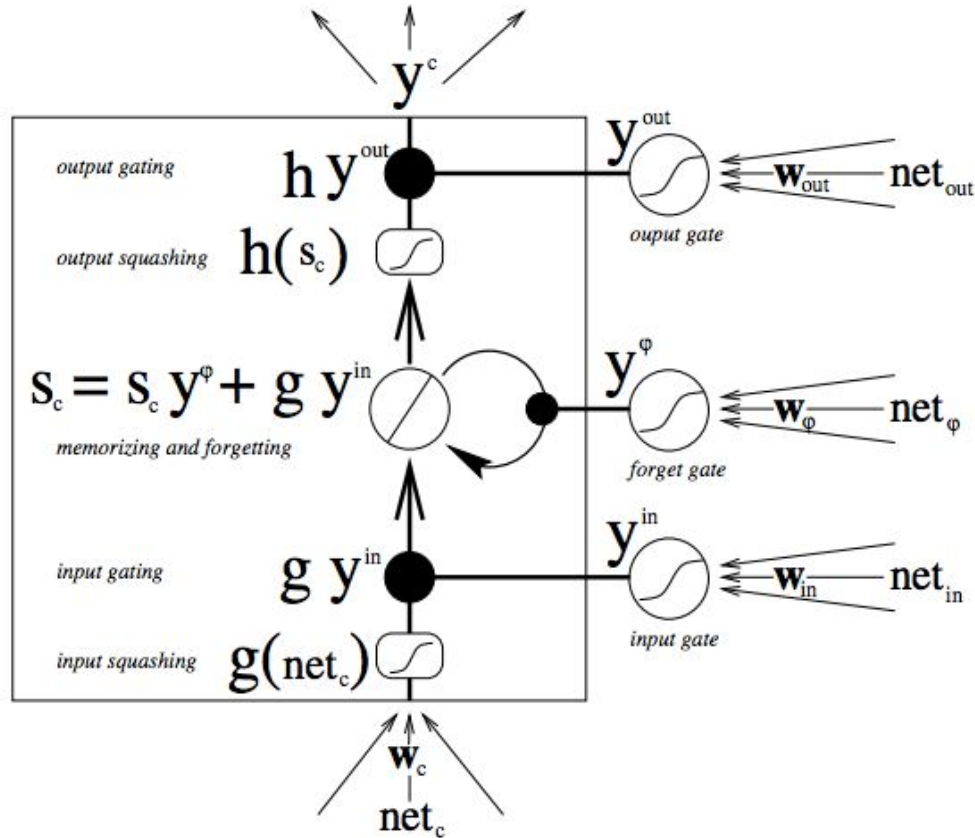 y^c
y^out
output gating
h y^out
w_out
net_out
ouput gate
output squashing
h(s_c)
y^φ
s_c = s_c y^φ + g y^in
w_φ
net_φ
memorizing and forgetting
forget gate
y^in
input gating
g y^in
w_in
net_in
input gate
input squashing
g(net_c)
w_c
net_c